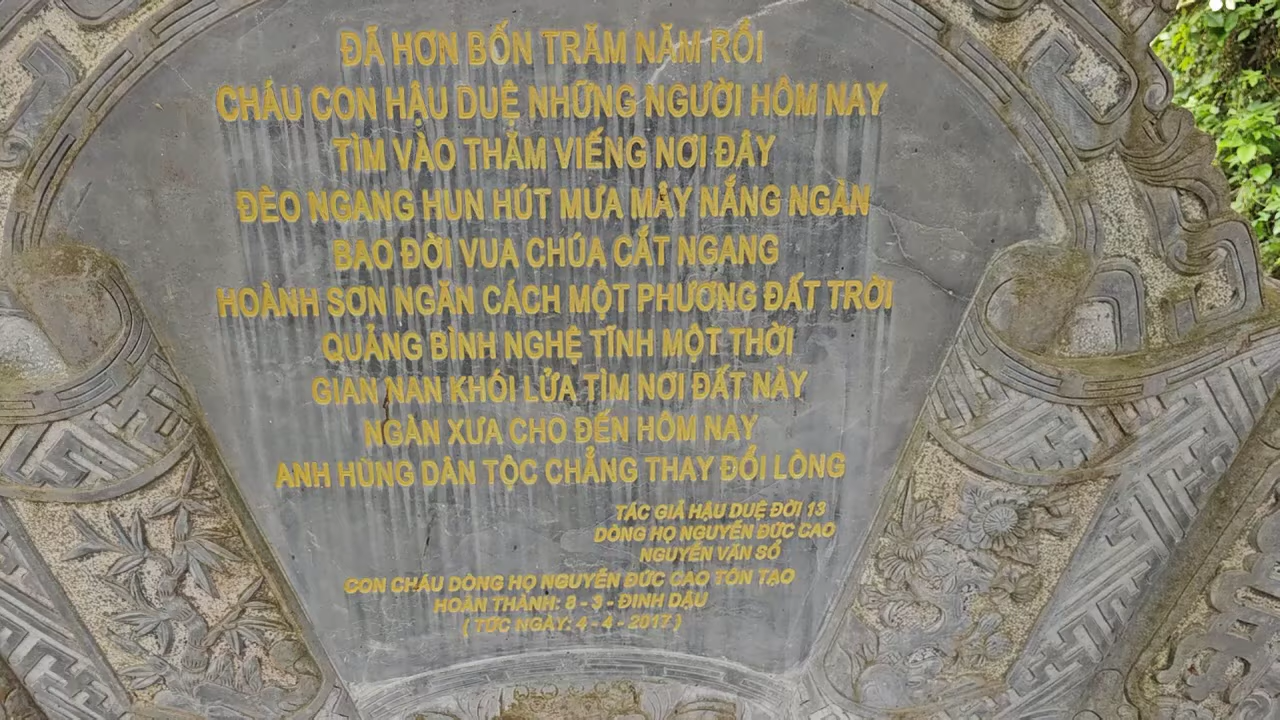 ĐÃ HƠN BỐN TRĂM NĂM RỒI
CHÁU CON HẬU DUỆ NHỮNG NGƯỜI HÔM NAY
TÌM VÀO THĂM VIẾNG NƠI ĐÂY
ĐÈO NGANG HUN HÚT MƯA MÂY NẮNG NGÀN
BAO ĐỜI VUA CHÚA CẮT NGANG
HOÀNH SƠN NGĂN CÁCH MỘT PHƯƠNG ĐẤT TRỜI
QUẢNG BÌNH NGHỆ TĨNH MỘT THỜI
GIAN NAN KHÓI LỬA TÌM NƠI ĐẤT NÀY
NGÀN XƯA CHO ĐẾN HÔM NAY
ANH HÙNG DÂN TỘC CHẲNG THAY ĐỔI LÒNG
TÁC GIẢ HẬU DUỆ ĐỜI 13
DÒNG HỌ NGUYỄN ĐỨC CAO
NGUYỄN VĂN SỔ
CON CHÁU DÒNG HỌ NGUYỄN ĐỨC CAO TÔN TẠO
HOÀN THÀNH: 8 - 3 - ĐINH DẬU
( TỨC NGÀY: 4 - 4 - 2017 )